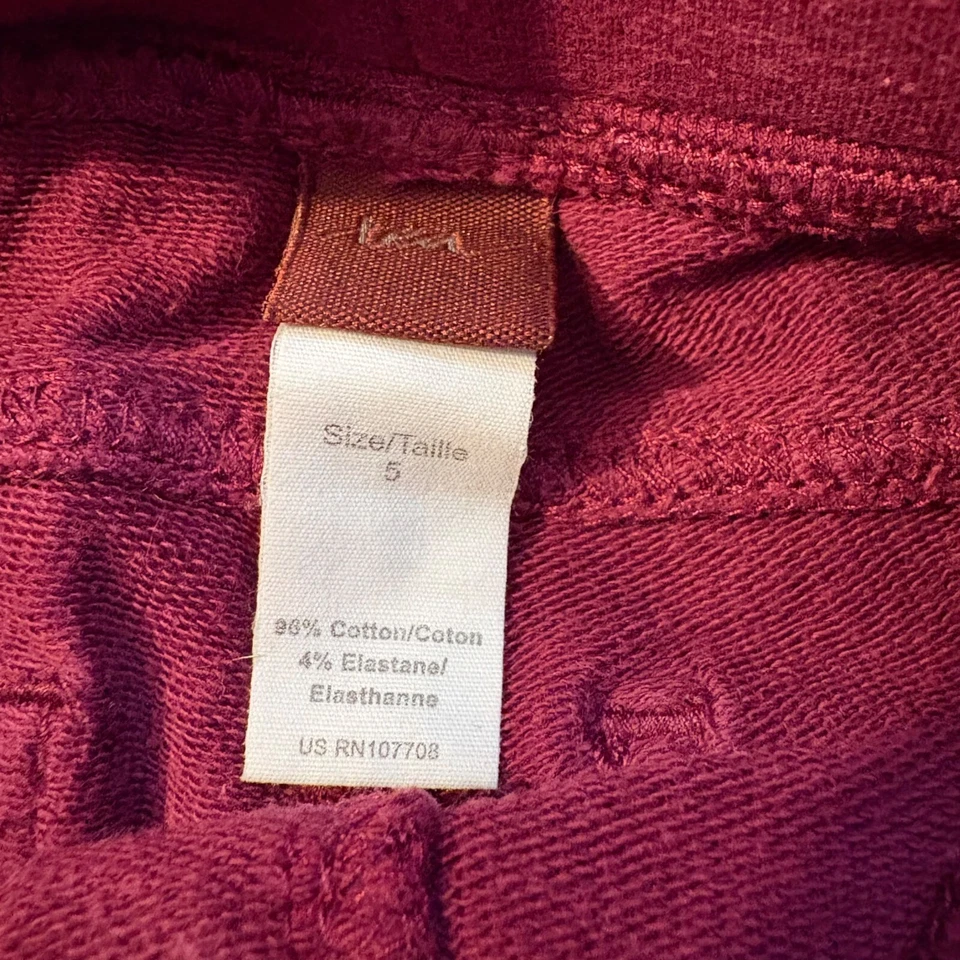 Size/Taille
5
96% Cotton/Coton
4% Elastane/
Elasthanne
US RN107708